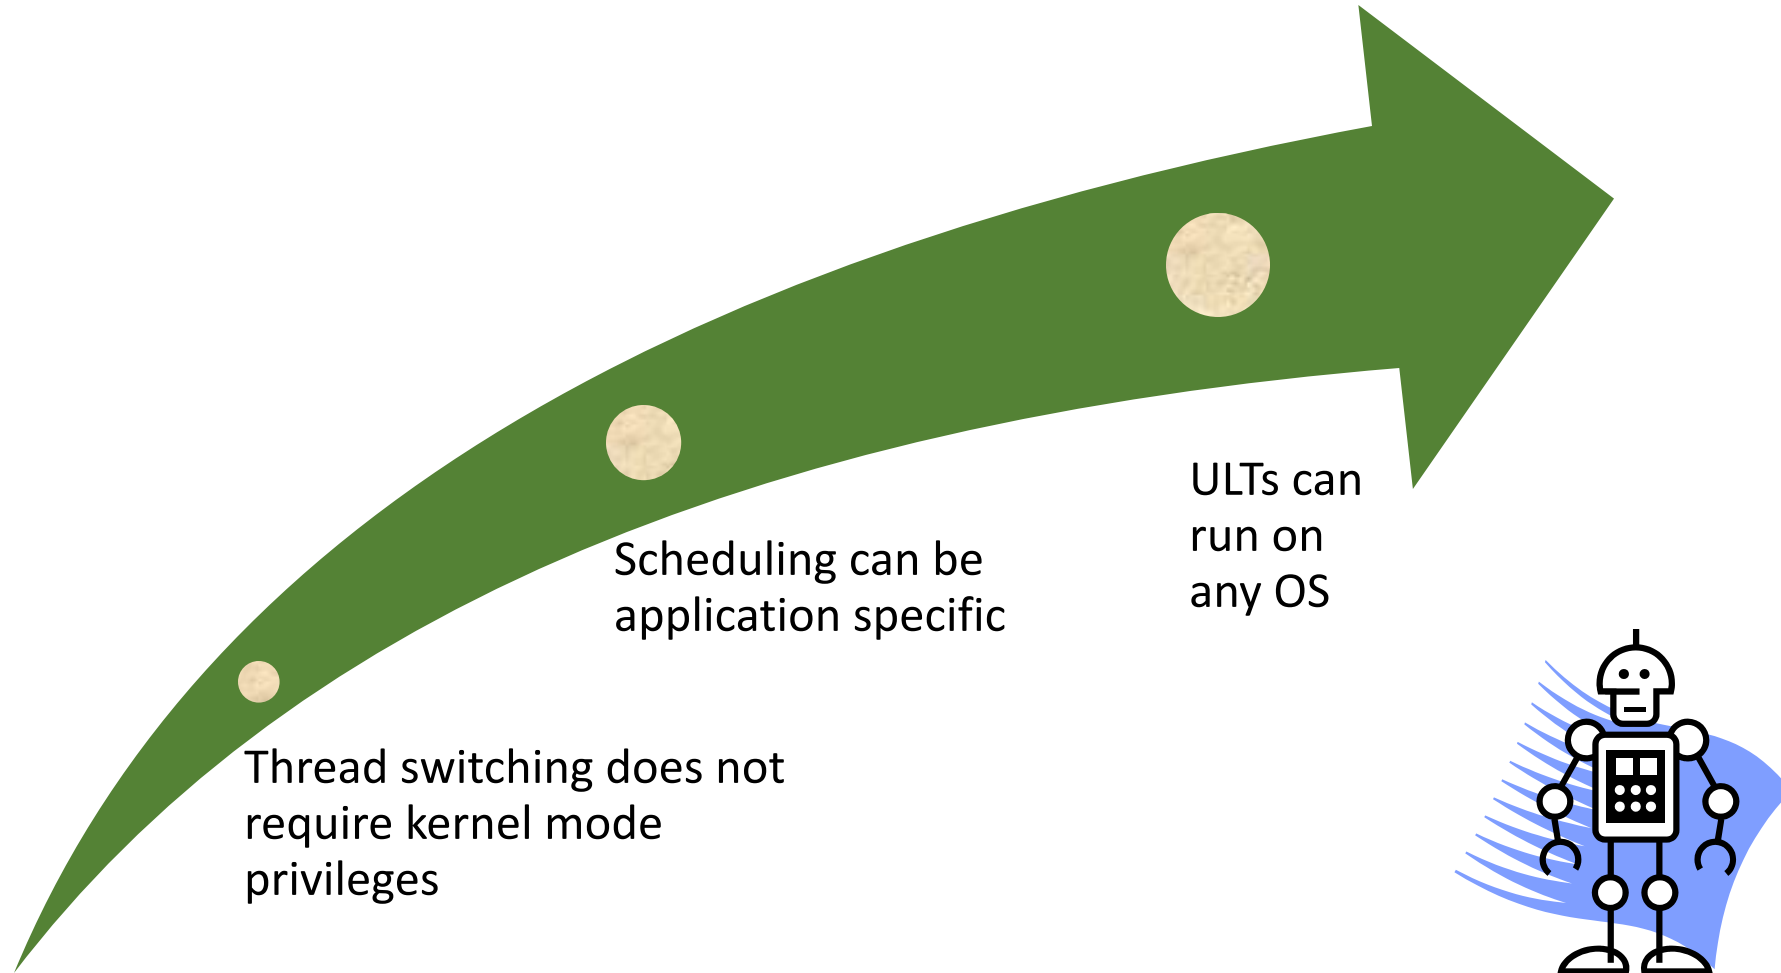 ULTs can
run on
any OS
Scheduling can be
application specific
Thread switching does not
require kernel mode
privileges